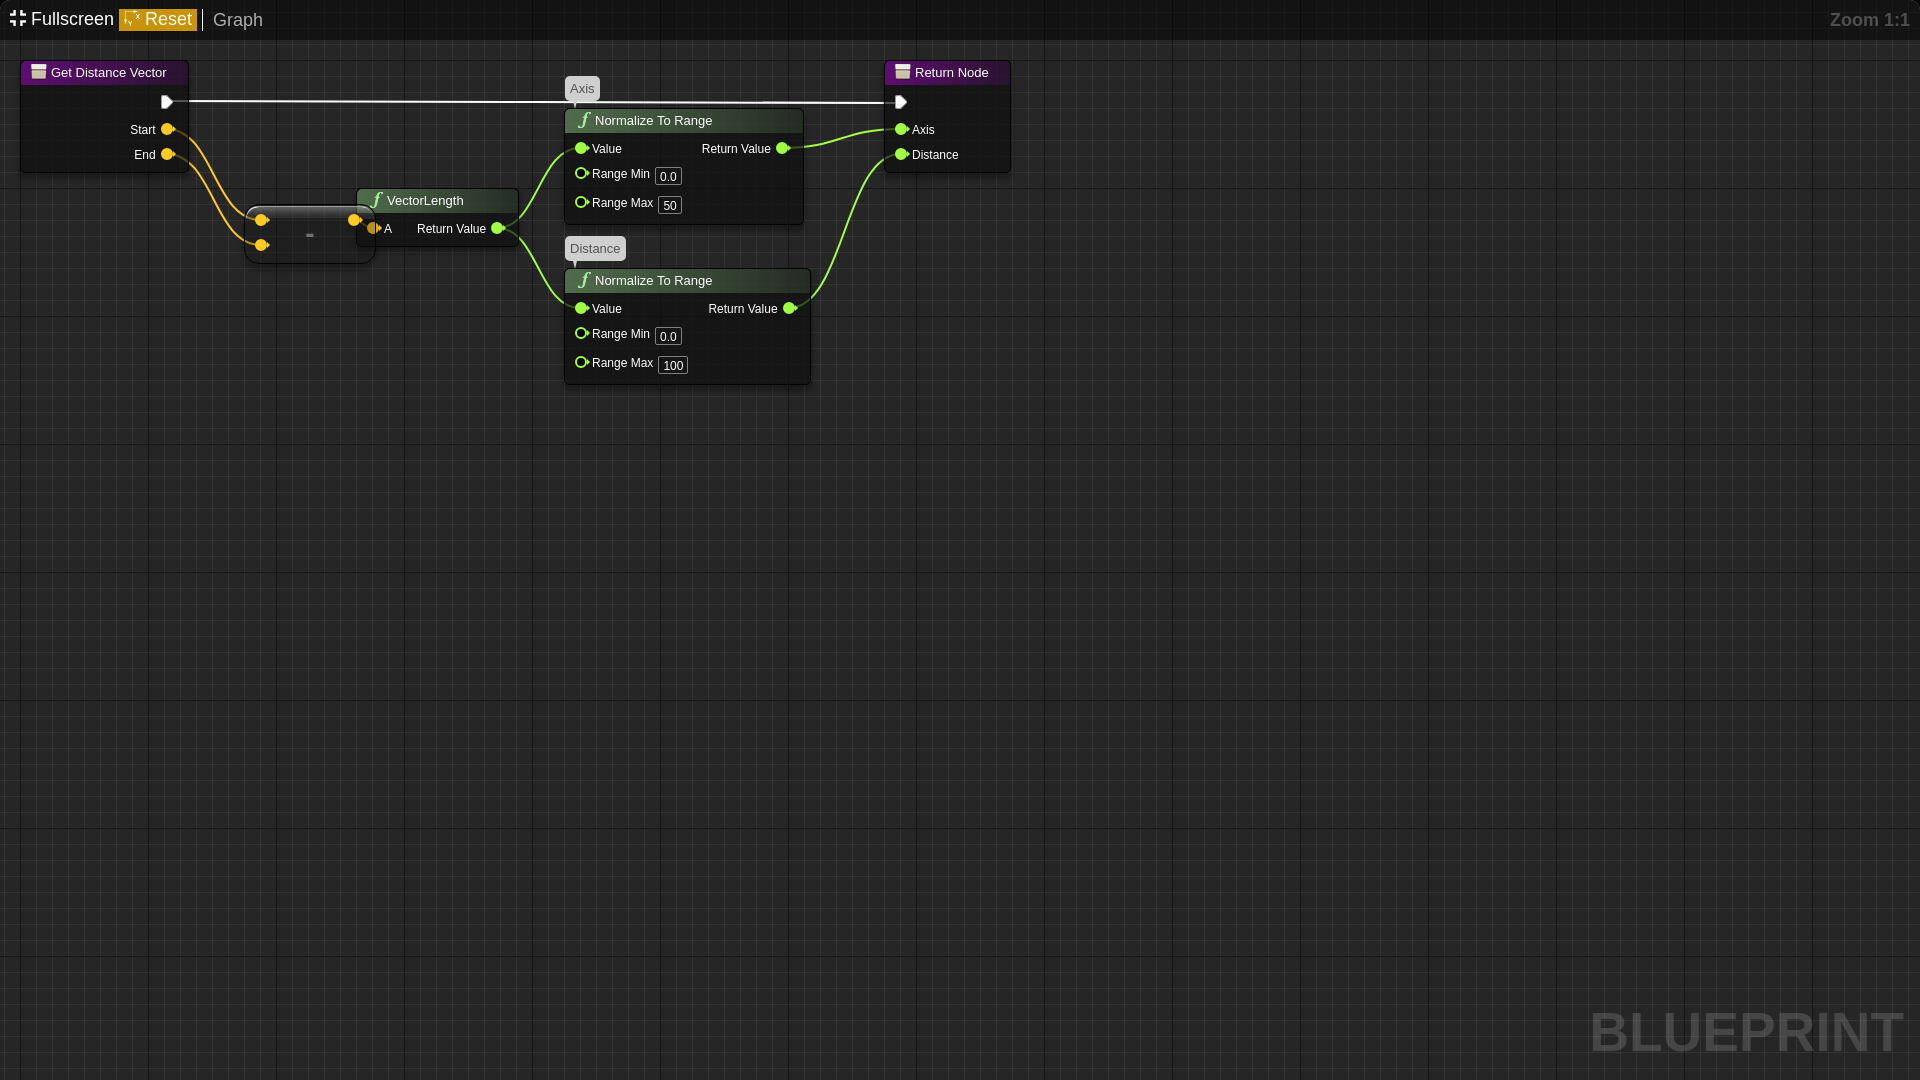 Fullscreen Reset Graph Zoom 1:1
Get Distance Vector
Start
End
-
VectorLength
A Return Value
Axis
Normalize To Range
Value Return Value
Range Min 0.0
Range Max 50
Distance
Normalize To Range
Value Return Value
Range Min 0.0
Range Max 100
Return Node
Axis
Distance
BLUEPRINT